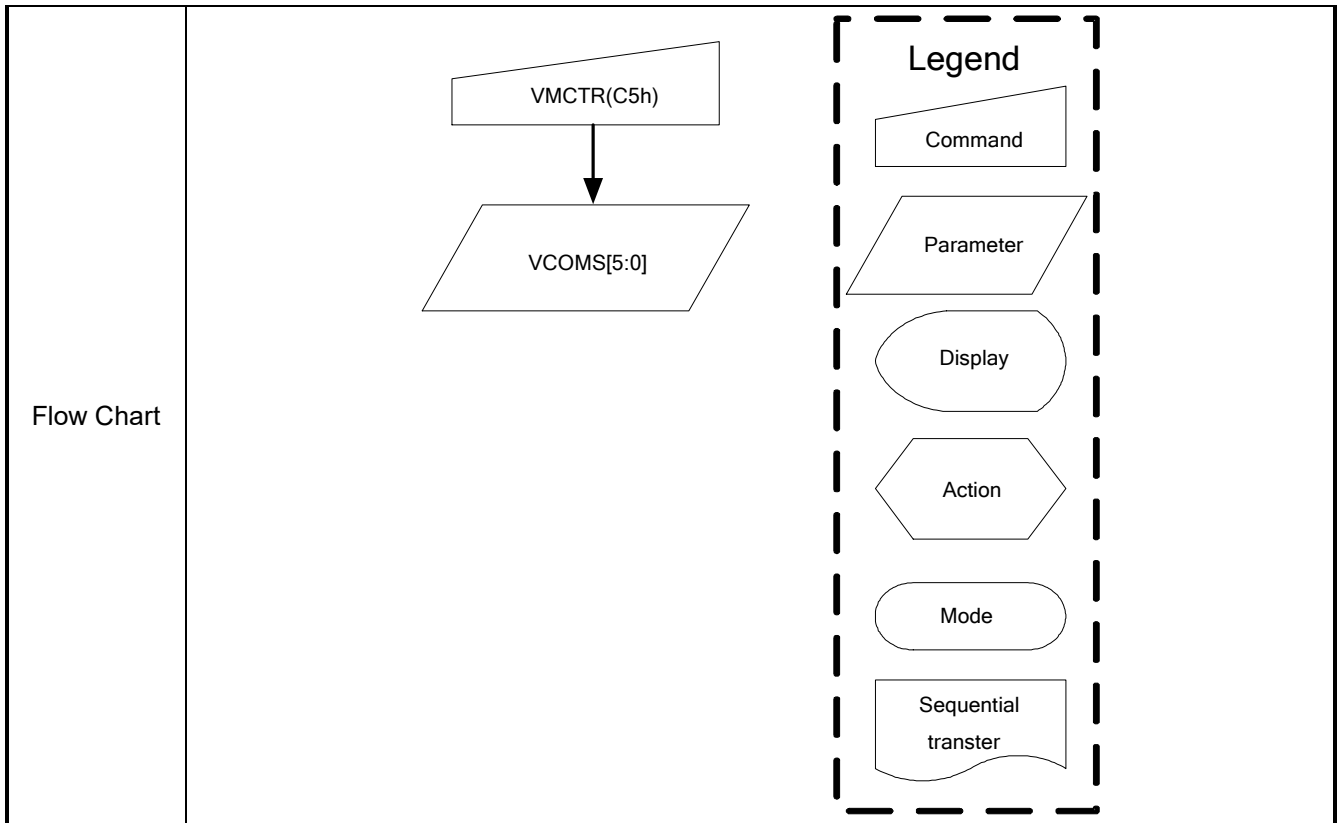 Flow Chart
VMCTR(C5h)
VCOMS[5:0]
Legend
Command
Parameter
Display
Action
Mode
Sequential
transter